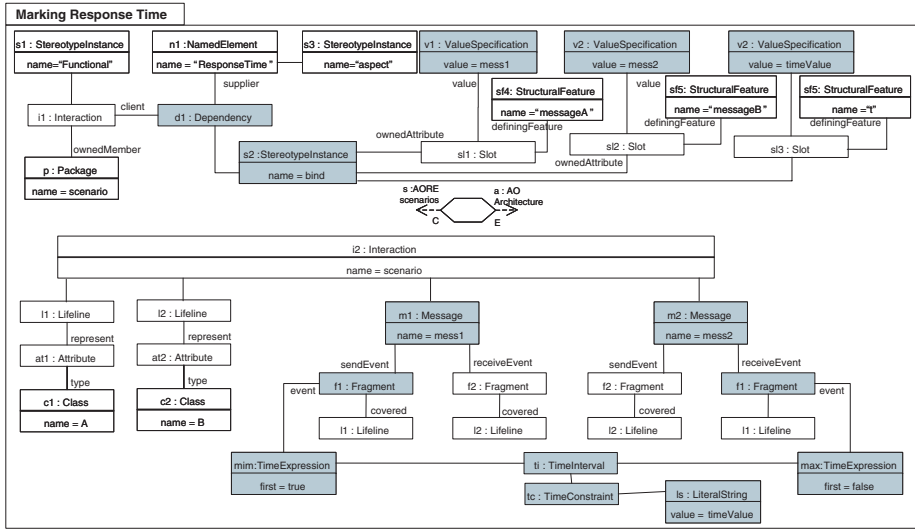 Marking Response Time
s1 : StereotypeInstance
name="Functional"
n1 :NamedElement
name = "ResponseTime"
s3 : StereotypeInstance
name="aspect"
v1 : ValueSpecification
value = mess1
v2 : ValueSpecification
value = mess2
v2 : ValueSpecification
value = timeValue
supplier
value
value
sf4: StructuralFeature
name ="messageA"
sf5: StructuralFeature
name ="messageB"
sf5: StructuralFeature
name ="t"
i1 : Interaction
client
d1 : Dependency
ownedAttribute
definingFeature
definingFeature
definingFeature
ownedMember
s2 :StereotypeInstance
name = bind
sl1 : Slot
sl2 : Slot
sl3 : Slot
ownedAttribute
p : Package
name = scenario
s :AORE
scenarios
C
a : AO
Architecture
E
i2 : Interaction
name = scenario
l1 : Lifeline
l2 : Lifeline
m1 : Message
name = mess1
m2 : Message
name = mess2
represent
represent
at1 : Attribute
at2 : Attribute
sendEvent
receiveEvent
sendEvent
receiveEvent
type
type
event
f1 : Fragment
f2 : Fragment
f2 : Fragment
f1 : Fragment
event
c1 : Class
name = A
c2 : Class
name = B
covered
covered
covered
covered
l1 : Lifeline
l2 : Lifeline
l2 : Lifeline
l1 : Lifeline
mim:TimeExpression
first = true
ti : TimeInterval
max:TimeExpression
first = false
tc : TimeConstraint
ls : LiteralString
value = timeValue